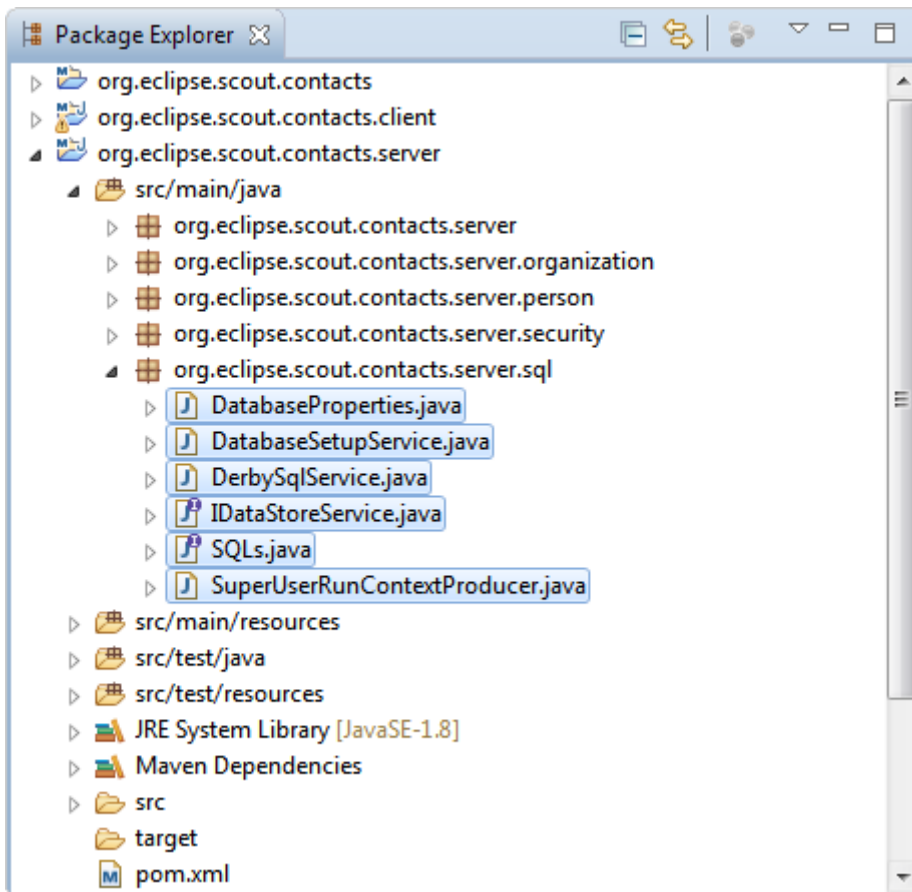 Package Explorer
org.eclipse.scout.contacts
org.eclipse.scout.contacts.client
org.eclipse.scout.contacts.server
src/main/java
org.eclipse.scout.contacts.server
org.eclipse.scout.contacts.server.organization
org.eclipse.scout.contacts.server.person
org.eclipse.scout.contacts.server.security
org.eclipse.scout.contacts.server.sql
DatabaseProperties.java
DatabaseSetupService.java
DerbySqlService.java
IDataStoreService.java
SQLs.java
SuperUserRunContextProducer.java
src/main/resources
src/test/java
src/test/resources
JRE System Library [JavaSE-1.8]
Maven Dependencies
src
target
pom.xml